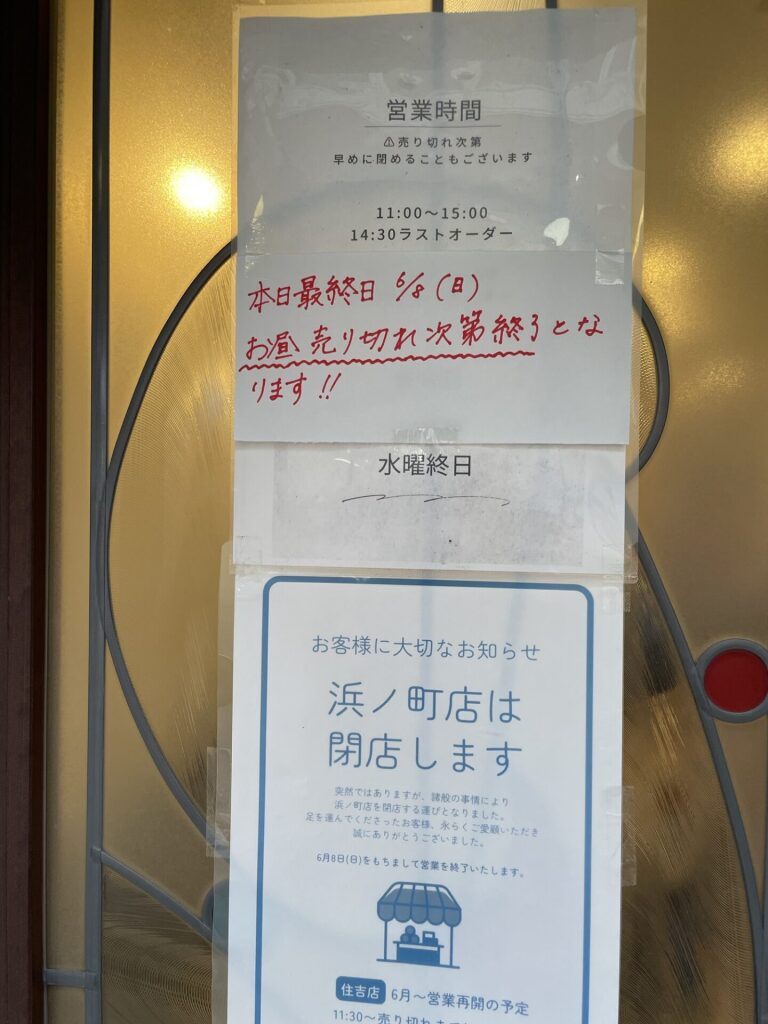 営業時間
⚠売り切れ次第
早めに閉めることもございます
11:00〜15:00
14:30ラストオーダー
本日最終日 6/8(日)
お昼、売り切れ次第終了とな
ります!!
水曜終日
お客様に大切なお知らせ
浜ノ町店は
閉店します
突然ではありますが、諸般の事情により
浜ノ町店を閉店する運びとなりました。
足を運んでくださったお客様、永らくご愛顧いただき
誠にありがとうございました。
6月8日(日)をもちまして営業を終了いたします。
住吉店 6月〜営業再開の予定
11:30〜売り切れまで